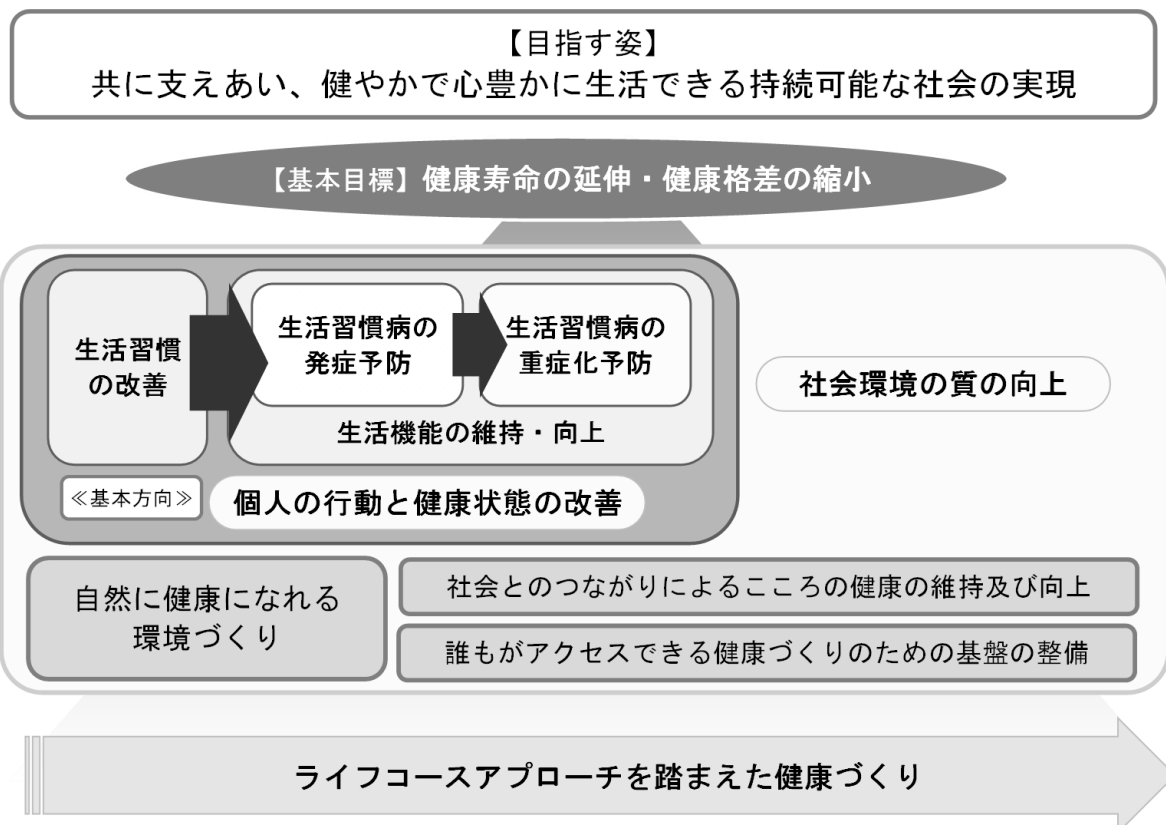 【目指す姿】
共に支えあい、健やかで心豊かに生活できる持続可能な社会の実現
【基本目標】健康寿命の延伸・健康格差の縮小
生活習慣
の改善
生活習慣病の
発症予防
生活習慣病の
重症化予防
生活機能の維持・向上
社会環境の質の向上
≪基本方向≫
個人の行動と健康状態の改善
自然に健康になれる
環境づくり
社会とのつながりによるこころの健康の維持及び向上
誰もがアクセスできる健康づくりのための基盤の整備
ライフコースアプローチを踏まえた健康づくり